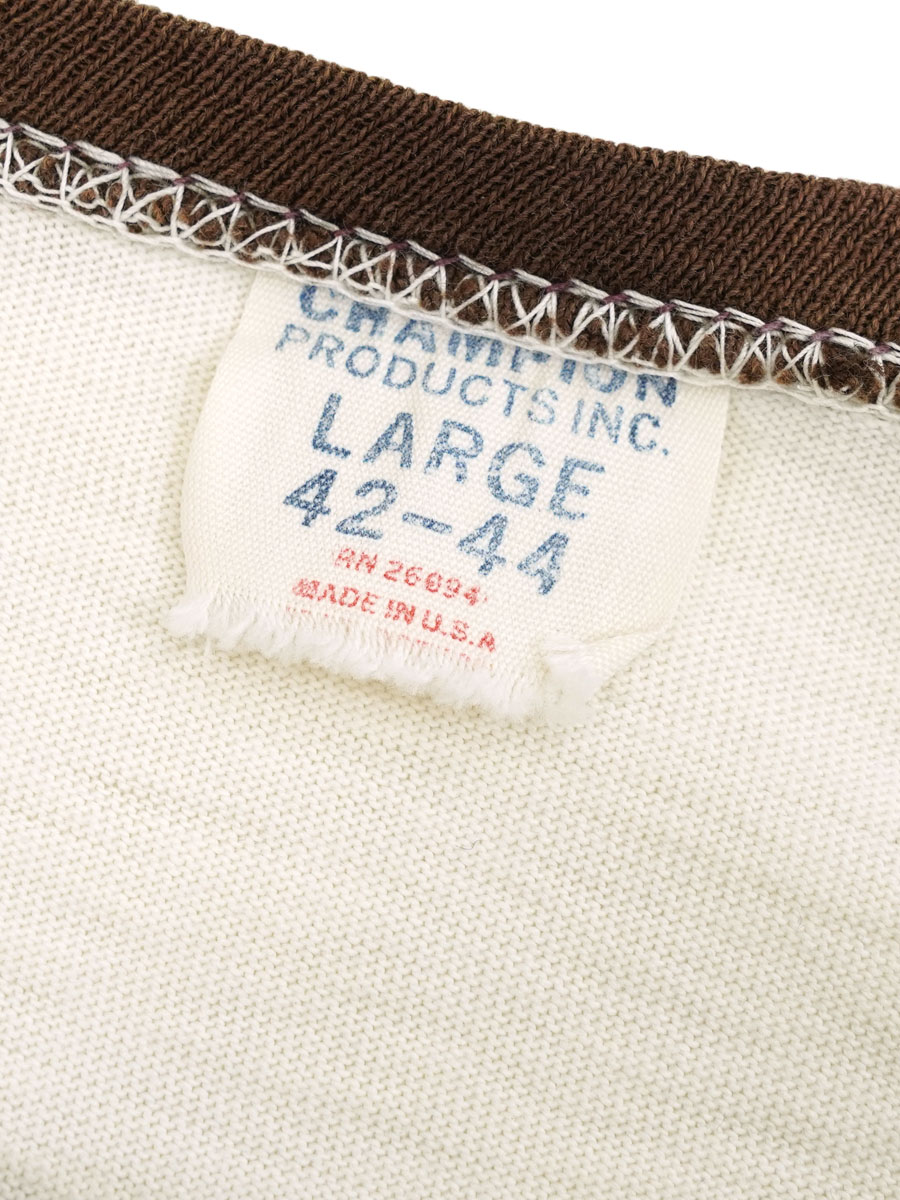 CHAMPION
PRODUCTS INC.
LARGE
42-44
RN 26094
MADE IN U.S.A